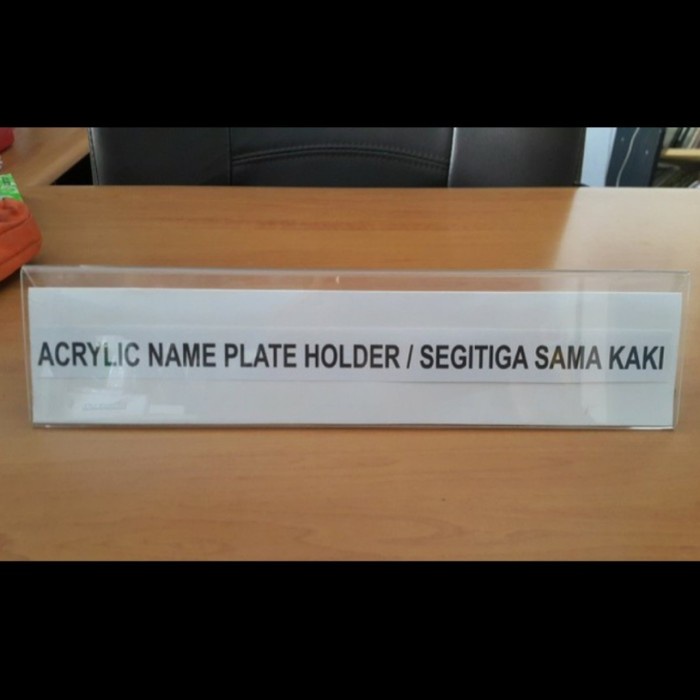 ACRYLIC NAME PLATE HOLDER / SEGITIGA SAMA KAKI